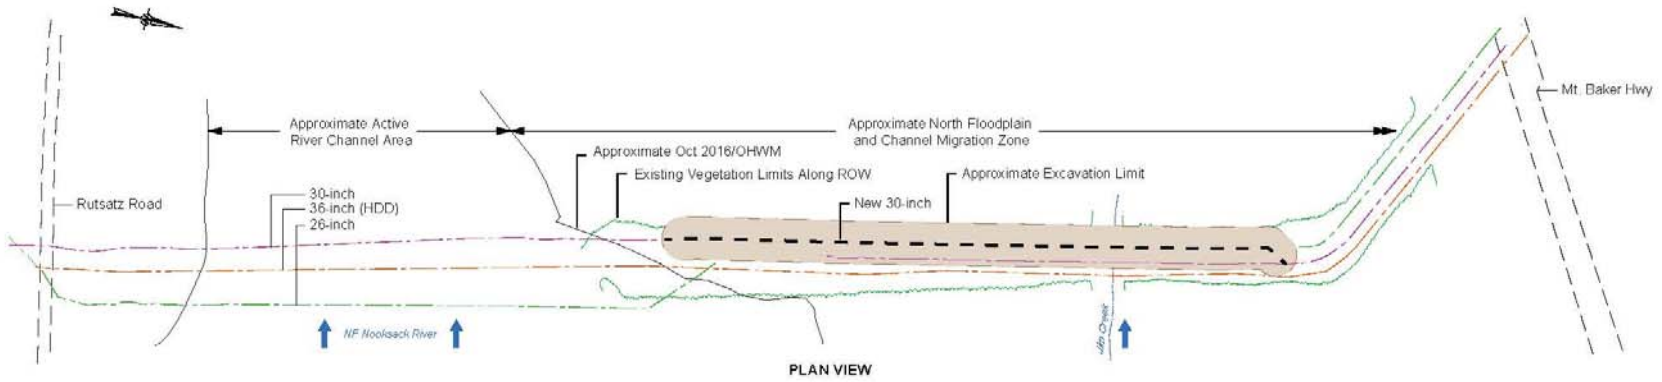 Mt. Baker Hwy
Approximate Active
River Channel Area
Approximate North Floodplain
and Channel Migration Zone
Approximate Oct 2016/OHWM
Existing Vegetation Limits Along ROW
Approximate Excavation Limit
Rutsatz Road
30-inch
36-inch (HDD)
26-inch
New 30-inch
NF Nooksack River
Creek
PLAN VIEW